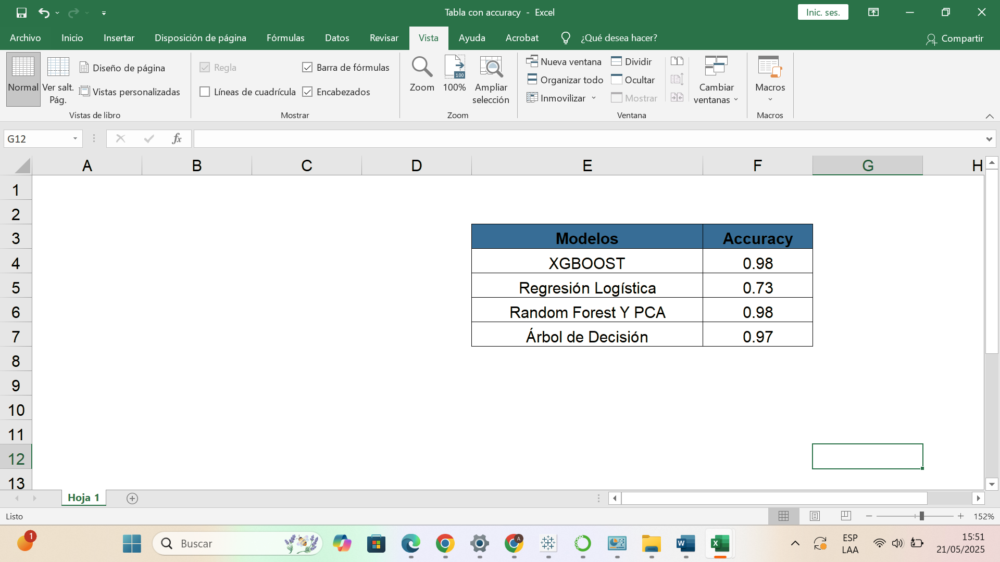 Tabla con accuracy - Excel
Inic. ses.
Archivo Inicio Insertar Disposición de página Fórmulas Datos Revisar Vista Ayuda Acrobat ¿Qué desea hacer? Compartir
Normal
Ver salt. Pág.
Diseño de página
Vistas personalizadas
Vistas de libro
Regla
Barra de fórmulas
Líneas de cuadrícula
Encabezados
Mostrar
Zoom
100
100%
Ampliar selección
Zoom
Nueva ventana
Organizar todo
Inmovilizar
Dividir
Ocultar
Mostrar
Cambiar ventanas
Ventana
Macros
Macros
G12
fx
A B C D E F G H
1
2
3 Modelos Accuracy
4 XGBOOST 0.98
5 Regresión Logística 0.73
6 Random Forest Y PCA 0.98
7 Árbol de Decisión 0.97
8
9
10
11
12
13
Hoja 1
Listo
152%
1
Buscar
A
W
X
ESP
LAA
15:51
21/05/2025